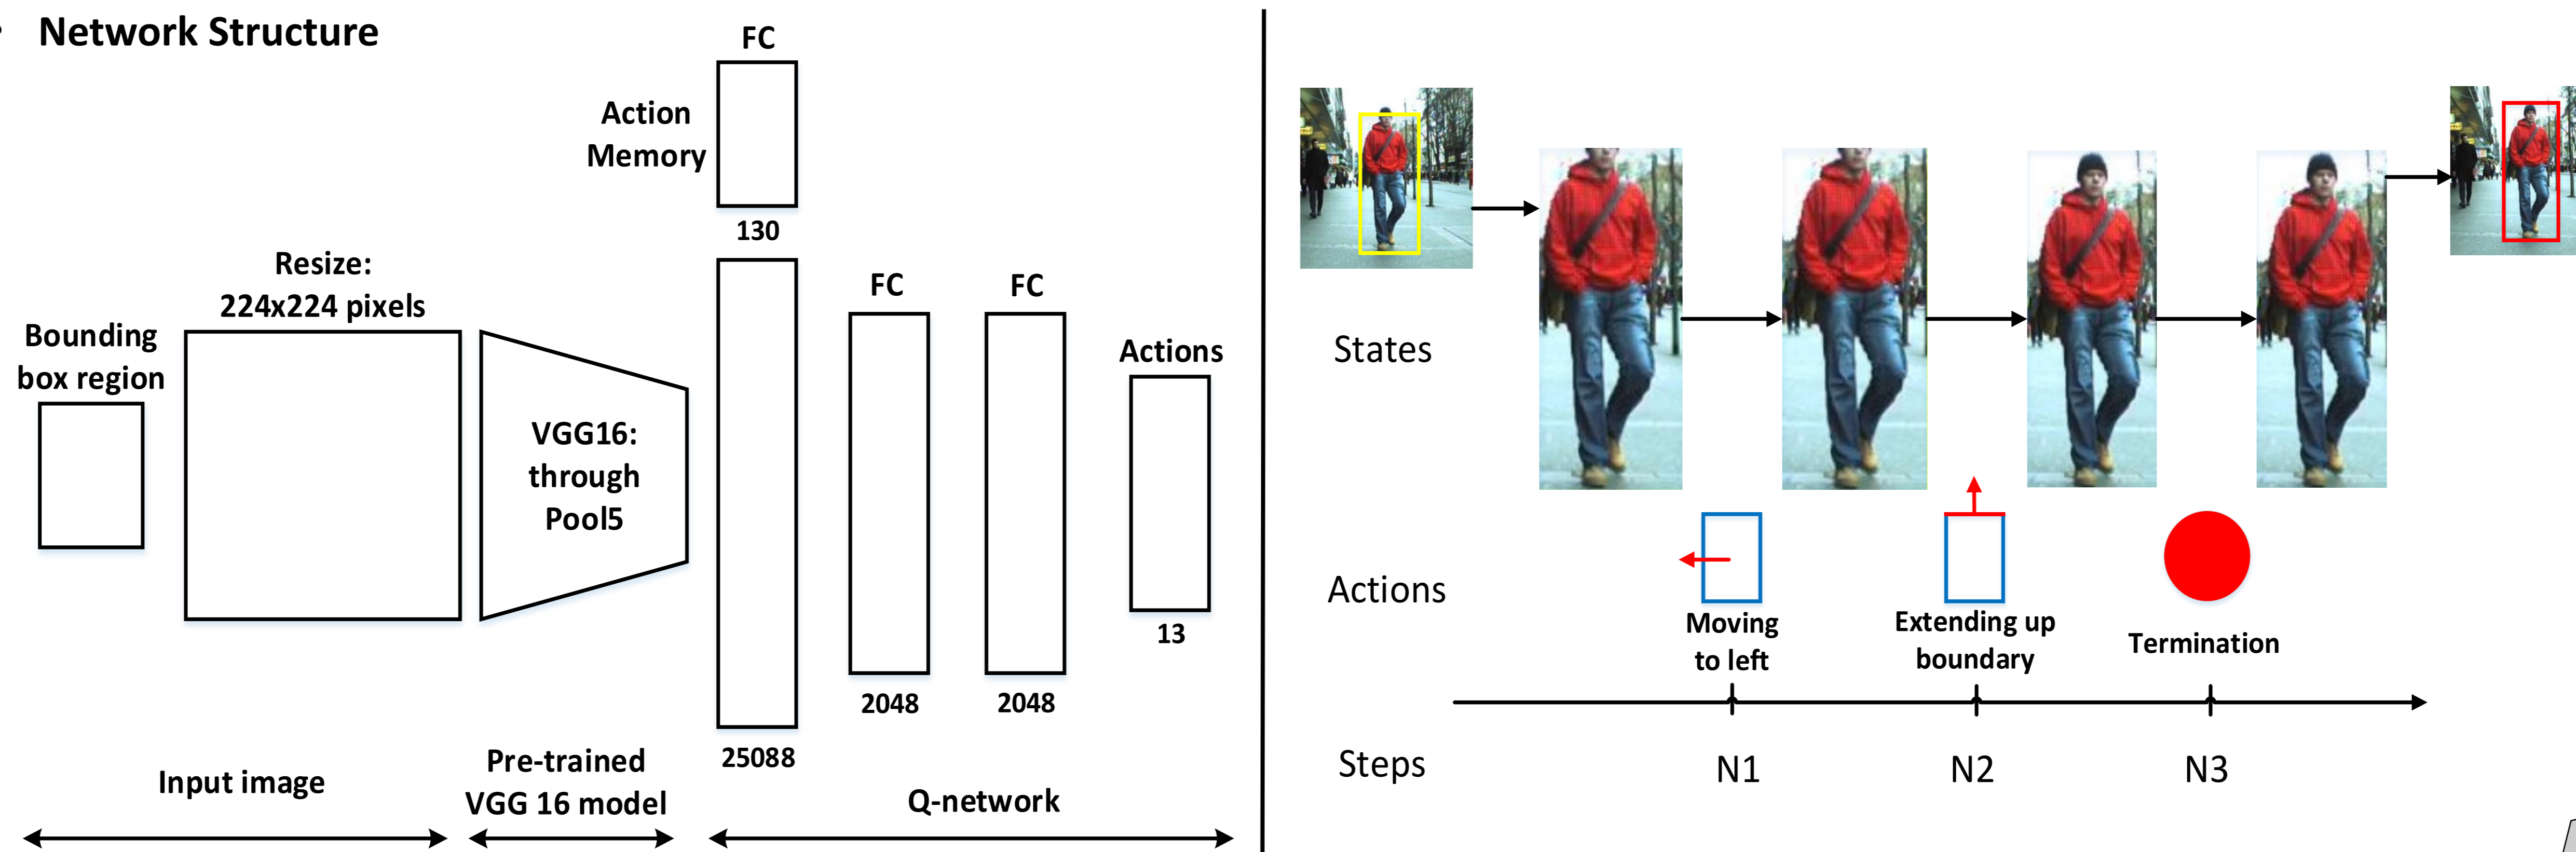 • Network Structure
FC
Action
Memory
130
Resize:
224x224 pixels
Bounding
box region
VGG16:
through
Pool5
25088
FC
2048
FC
2048
Actions
13
Input image
Pre-trained
VGG 16 model
Q-network
States
Actions
Moving
to left
Extending up
boundary
Termination
Steps
N1
N2
N3